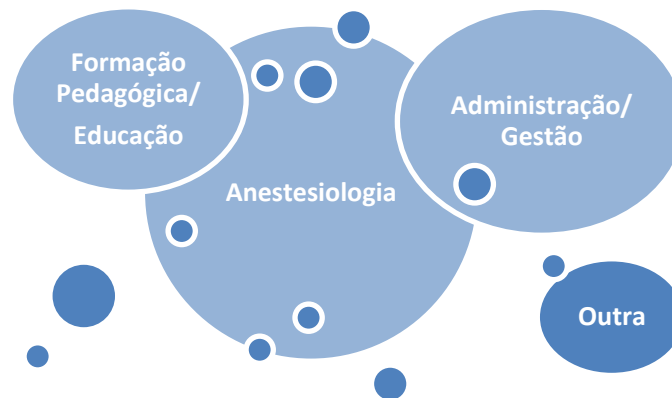 Formação
Pedagógica/
Educação
Administração/
Gestão
Anestesiologia
Outra